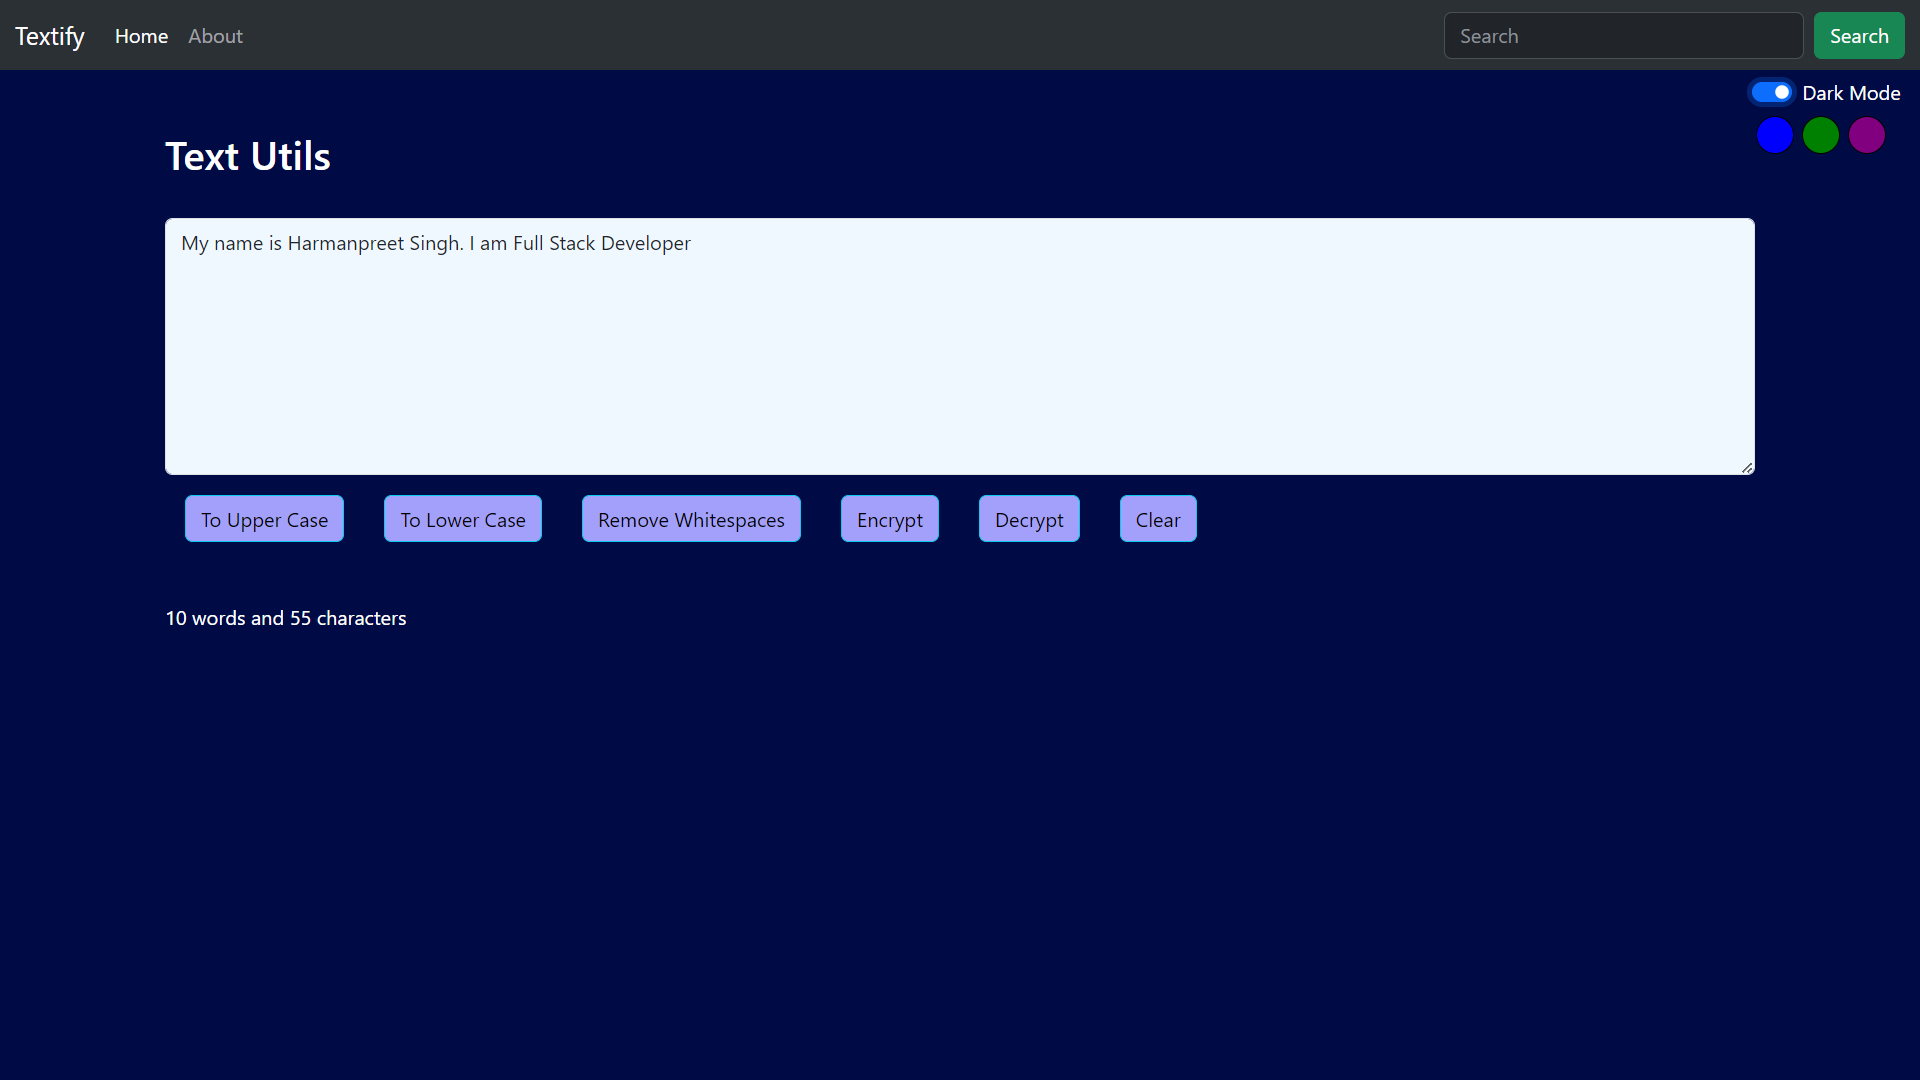 Textify Home About Search Search
Dark Mode
Text Utils
My name is Harmanpreet Singh. I am Full Stack Developer
To Upper Case To Lower Case Remove Whitespaces Encrypt Decrypt Clear
10 words and 55 characters